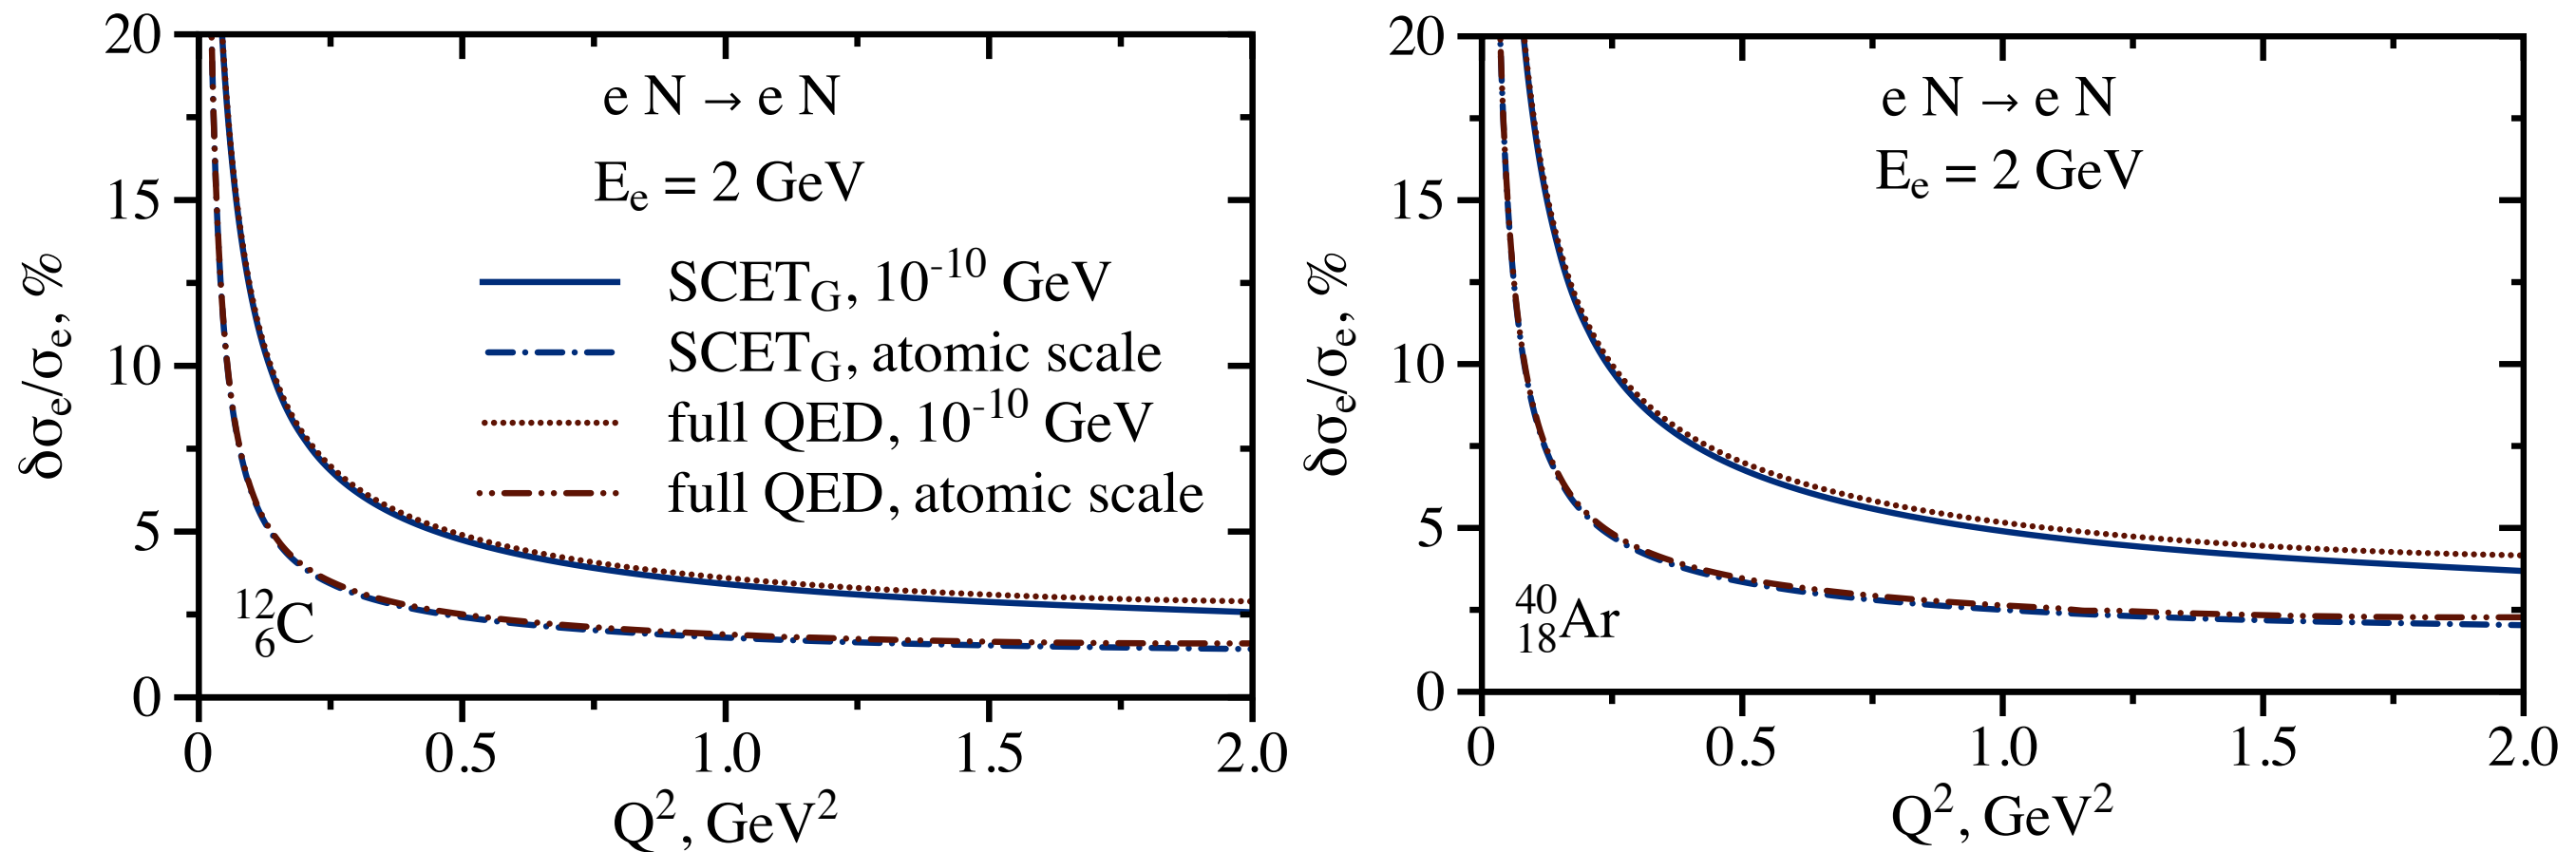 20
15
10
5
0
δσₑ/σₑ, %
e N → e N
Eₑ = 2 GeV
SCET_G, 10⁻¹⁰ GeV
SCET_G, atomic scale
full QED, 10⁻¹⁰ GeV
full QED, atomic scale
¹²₆C
0 0.5 1.0 1.5 2.0
Q², GeV²
20
15
10
5
0
δσₑ/σₑ, %
e N → e N
Eₑ = 2 GeV
⁴⁰₁₈Ar
0 0.5 1.0 1.5 2.0
Q², GeV²